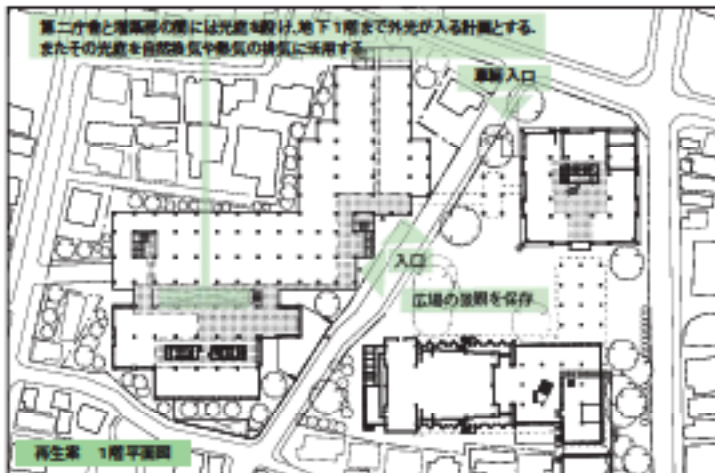 第二庁舎と増築部の間には光庭を設け、地下1階まで外光が入る計画とする。
またその光庭を自然換気や熱気の排気に活用する。
車両入口
入口
広場の景観を保存
再生案 1階平面図